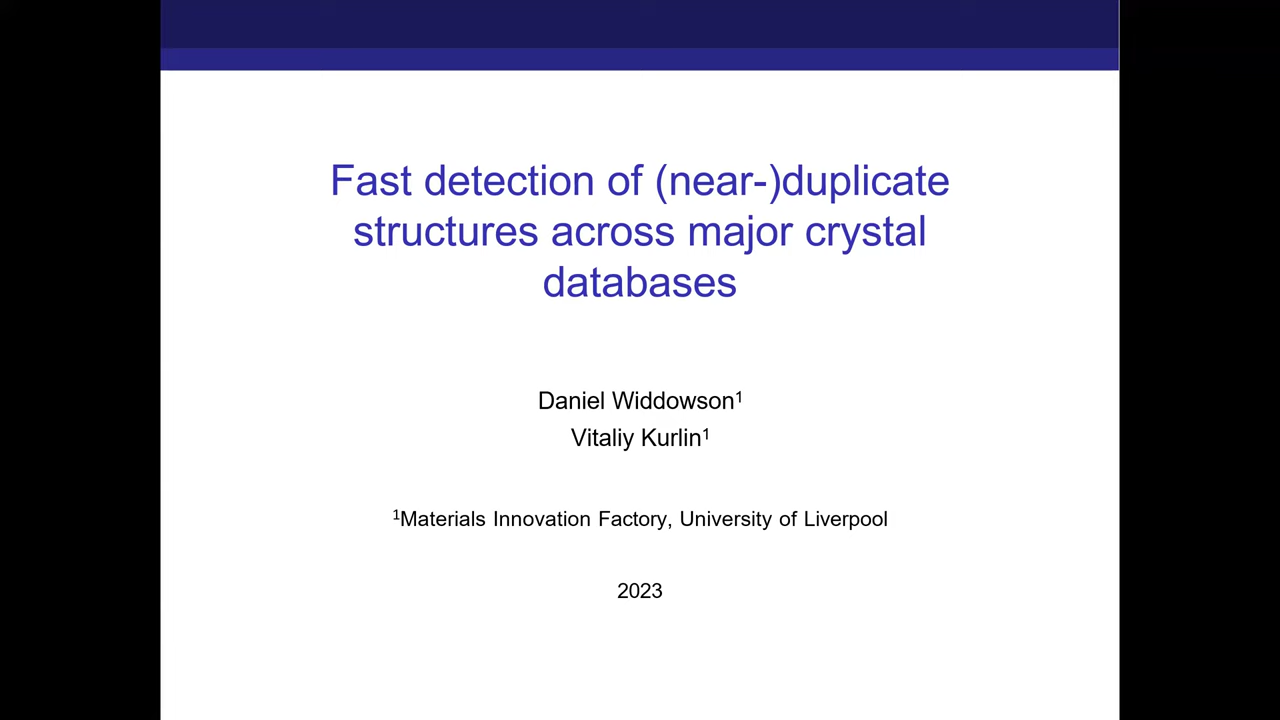 Fast detection of (near-)duplicate
structures across major crystal
databases
Daniel Widdowson¹
Vitaliy Kurlin¹
¹Materials Innovation Factory, University of Liverpool
2023